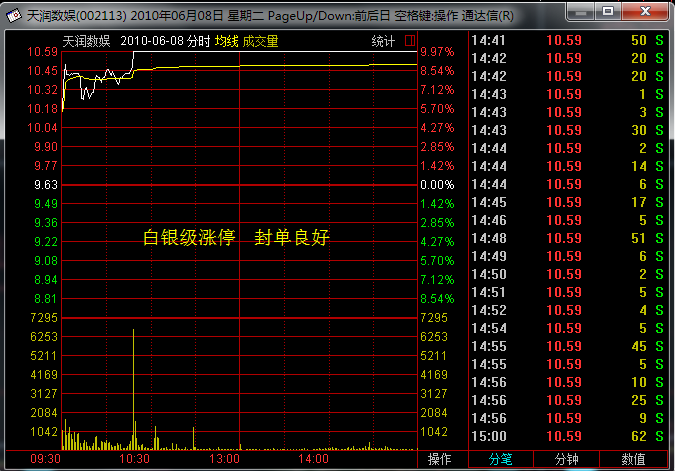 天润数娱(002113) 2010年06月08日 星期二 PageUp/Down:前后日 空格键:操作 通达信(R)
天润数娱 2010-06-08 分时 均线 成交量 统计
10.59 9.97%
10.45 8.54%
10.32 7.12%
10.18 5.70%
10.04 4.27%
9.90 2.85%
9.77 1.42%
9.63 0.00%
9.49 1.42%
9.36 2.85%
9.22 4.27%
9.08 5.70%
8.94 7.12%
8.81 8.54%
白银级涨停 封单良好
7295 7295
6253 6253
5211 5211
4169 4169
3127 3127
2084 2084
1042 1042
09:30 10:30 13:00 14:00 操作
14:41 10.59 50 S
14:42 10.59 20 S
14:42 10.59 20 S
14:43 10.59 1 S
14:43 10.59 3 S
14:43 10.59 30 S
14:44 10.59 2 S
14:44 10.59 14 S
14:44 10.59 6 S
14:45 10.59 17 S
14:46 10.59 5 S
14:48 10.59 51 S
14:49 10.59 6 S
14:50 10.59 2 S
14:51 10.59 5 S
14:52 10.59 4 S
14:54 10.59 5 S
14:55 10.59 45 S
14:55 10.59 5 S
14:56 10.59 10 S
14:56 10.59 25 S
14:56 10.59 9 S
15:00 10.59 62 S
分笔 分钟 数值